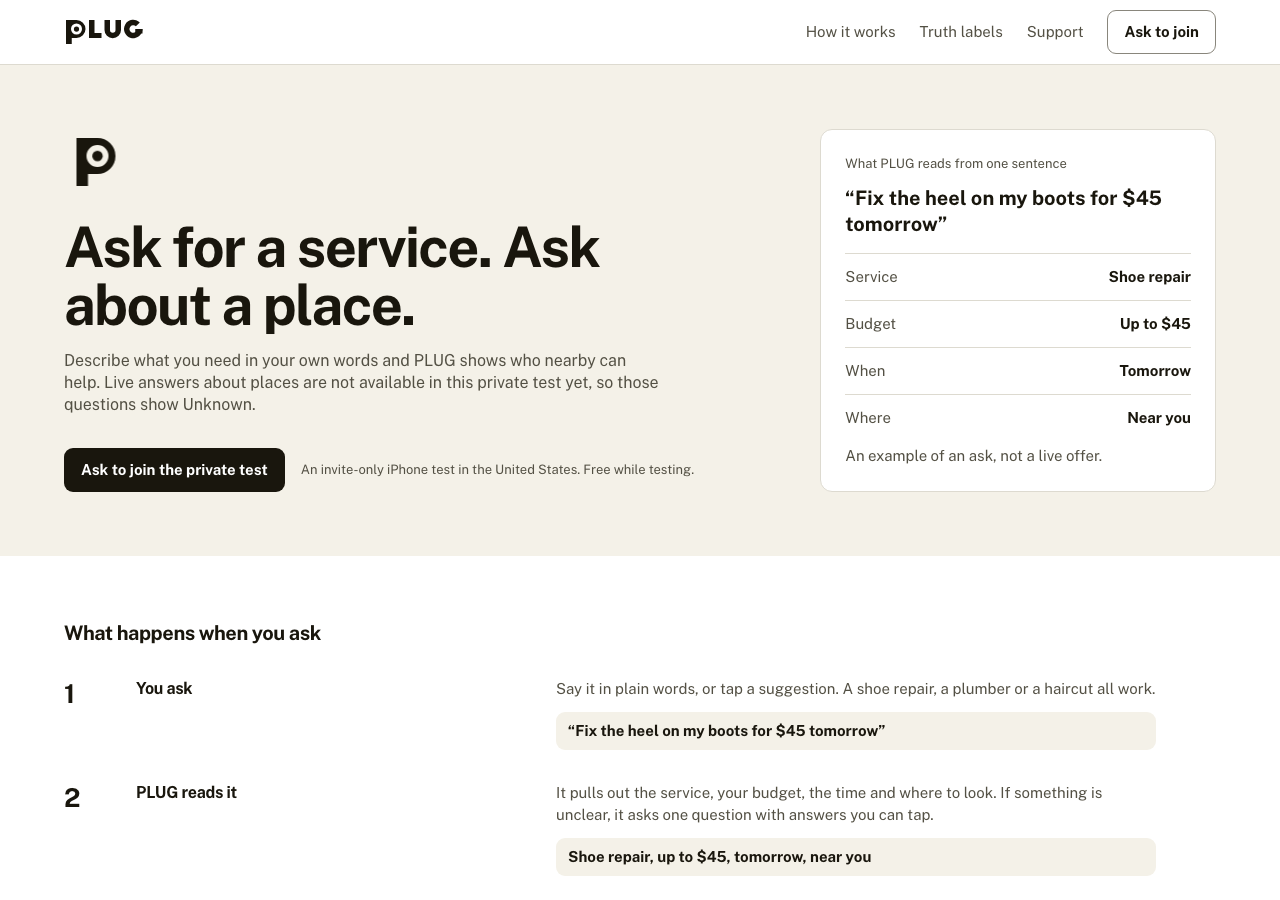 PLUG
How it works
Truth labels
Support
Ask to join
P
Ask for a service. Ask
about a place.
Describe what you need in your own words and PLUG shows who nearby can
help. Live answers about places are not available in this private test yet, so those
questions show Unknown.
Ask to join the private test
An invite-only iPhone test in the United States. Free while testing.
What PLUG reads from one sentence
“Fix the heel on my boots for $45
tomorrow”
Service Shoe repair
Budget Up to $45
When Tomorrow
Where Near you
An example of an ask, not a live offer.
What happens when you ask
1 You ask
Say it in plain words, or tap a suggestion. A shoe repair, a plumber or a haircut all work.
“Fix the heel on my boots for $45 tomorrow”
2 PLUG reads it
It pulls out the service, your budget, the time and where to look. If something is
unclear, it asks one question with answers you can tap.
Shoe repair, up to $45, tomorrow, near you